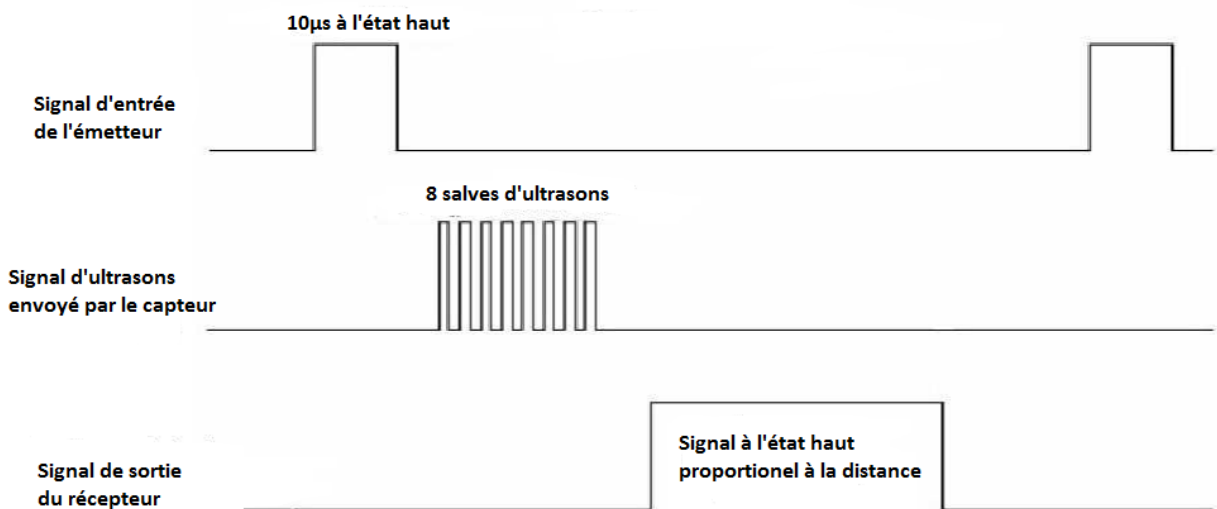 10µs à l'état haut
Signal d'entrée
de l'émetteur
8 salves d'ultrasons
Signal d'ultrasons
envoyé par le capteur
Signal à l'état haut
proportionel à la distance
Signal de sortie
du récepteur